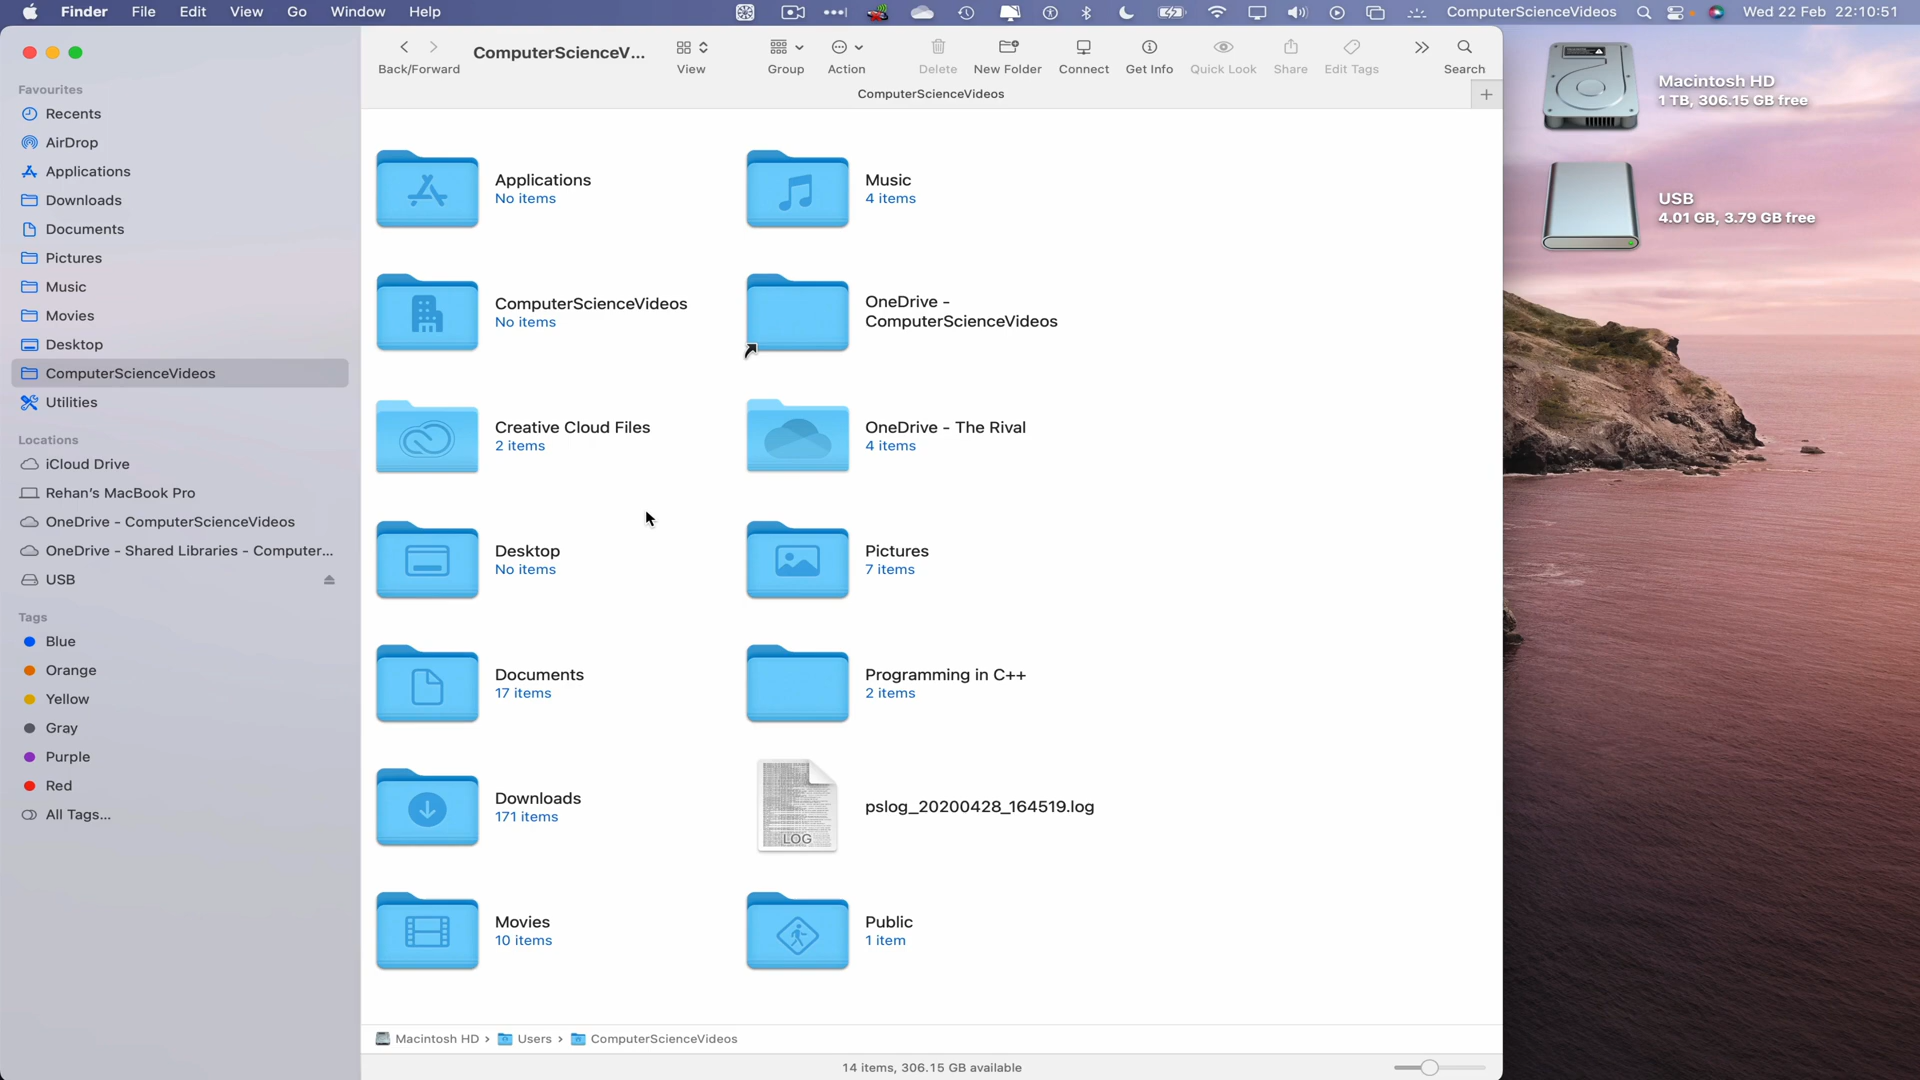 Finder File Edit View Go Window Help ComputerScienceVideos Wed 22 Feb 22:10:51
ComputerScienceV...
Back/Forward View Group Action Delete New Folder Connect Get Info Quick Look Share Edit Tags Search
ComputerScienceVideos
Favourites
Recents
AirDrop
Applications
Downloads
Documents
Pictures
Music
Movies
Desktop
ComputerScienceVideos
Utilities
Locations
iCloud Drive
Rehan's MacBook Pro
OneDrive - ComputerScienceVideos
OneDrive - Shared Libraries - Computer...
USB
Tags
Blue
Orange
Yellow
Gray
Purple
Red
All Tags...
Applications
No items
Music
4 items
ComputerScienceVideos
No items
OneDrive -
ComputerScienceVideos
Creative Cloud Files
2 items
OneDrive - The Rival
4 items
Desktop
No items
Pictures
7 items
Documents
17 items
Programming in C++
2 items
Downloads
171 items
LOG
pslog_20200428_164519.log
Movies
10 items
Public
1 item
Macintosh HD › Users › ComputerScienceVideos
14 items, 306.15 GB available
Macintosh HD
1 TB, 306.15 GB free
USB
4.01 GB, 3.79 GB free